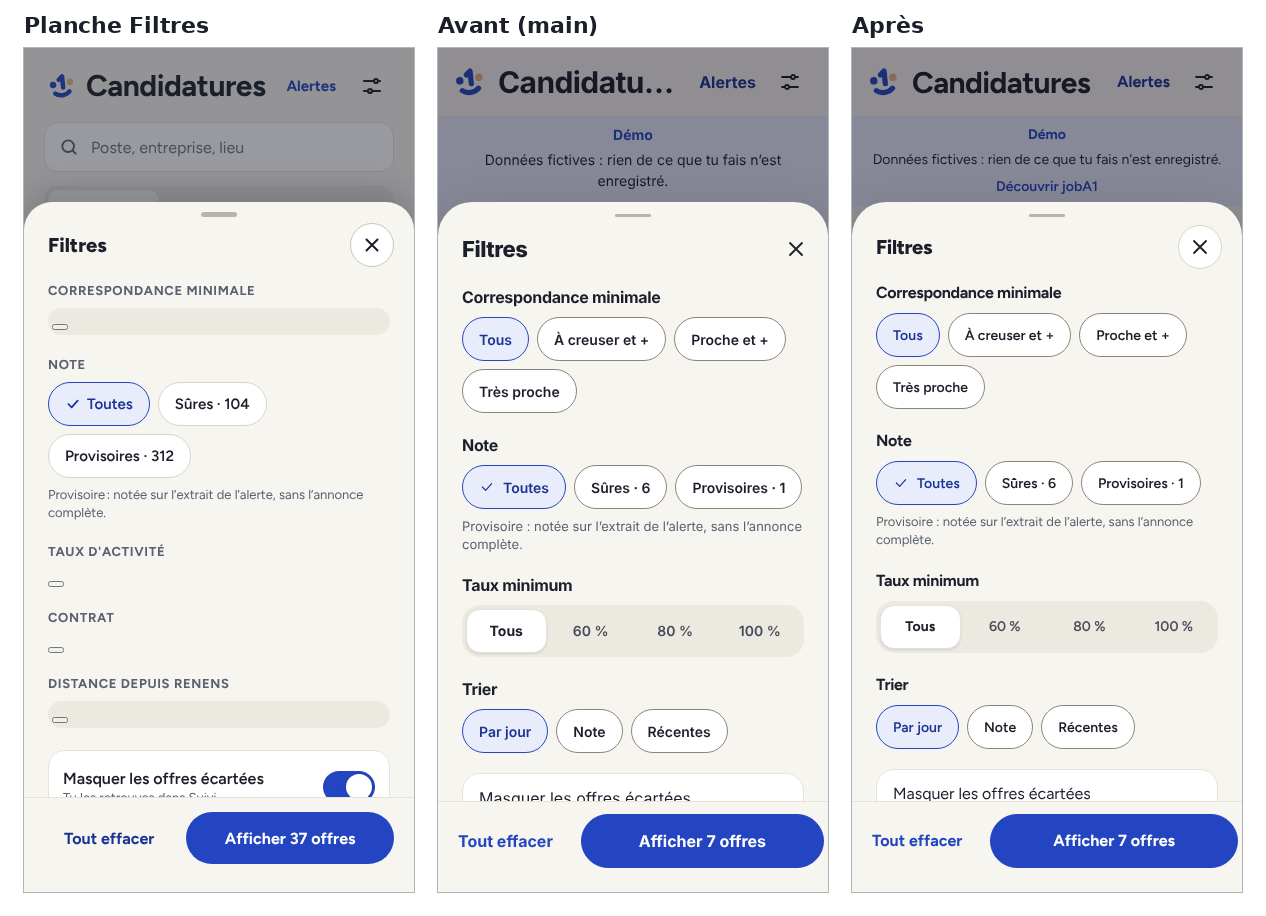 Planche Filtres
Candidatures
Alertes
Poste, entreprise, lieu
Filtres
CORRESPONDANCE MINIMALE
NOTE
Toutes
Sûres · 104
Provisoires · 312
Provisoire : notée sur l’extrait de l’alerte, sans l’annonce
complète.
TAUX D'ACTIVITÉ
CONTRAT
DISTANCE DEPUIS RENENS
Masquer les offres écartées
Tu les retrouves dans Suivi
Tout effacer
Afficher 37 offres
Avant (main)
Candidatu...
Alertes
Démo
Données fictives : rien de ce que tu fais n’est
enregistré.
Filtres
Correspondance minimale
Tous
À creuser et +
Proche et +
Très proche
Note
Toutes
Sûres · 6
Provisoires · 1
Provisoire : notée sur l’extrait de l’alerte, sans l’annonce
complète.
Taux minimum
Tous
60 %
80 %
100 %
Trier
Par jour
Note
Récentes
Masquer les offres écartées
Tout effacer
Afficher 7 offres
Après
Candidatures
Alertes
Démo
Données fictives : rien de ce que tu fais n’est enregistré.
Découvrir jobA1
Filtres
Correspondance minimale
Tous
À creuser et +
Proche et +
Très proche
Note
Toutes
Sûres · 6
Provisoires · 1
Provisoire : notée sur l’extrait de l’alerte, sans l’annonce
complète.
Taux minimum
Tous
60 %
80 %
100 %
Trier
Par jour
Note
Récentes
Masquer les offres écartées
Tout effacer
Afficher 7 offres